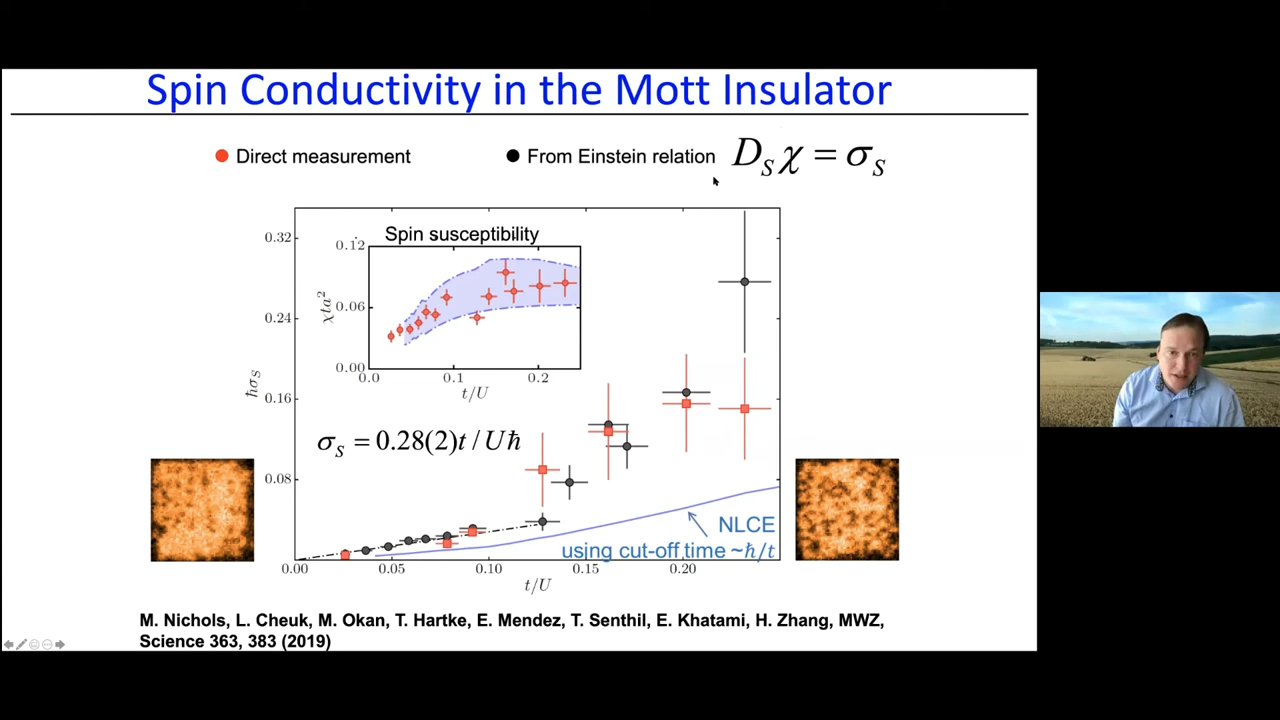 Spin Conductivity in the Mott Insulator
Direct measurement
From Einstein relation
D_S χ = σ_S
Spin susceptibility
0.12
0.06
0.00
χta²
0.0
0.1
0.2
t/U
0.32
0.24
0.16
0.08
ħσ_S
σ_S = 0.28(2)t / Uħ
NLCE
using cut-off time ~ħ/t
0.00
0.05
0.10
0.15
0.20
t/U
M. Nichols, L. Cheuk, M. Okan, T. Hartke, E. Mendez, T. Senthil, E. Khatami, H. Zhang, MWZ,
Science 363, 383 (2019)